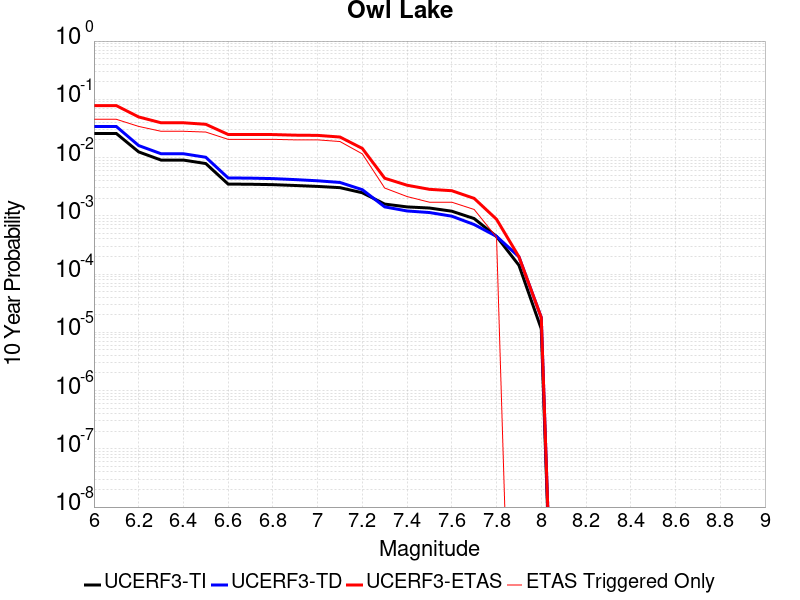 Owl Lake
10 0
10 -1
10 -2
10 -3
10 -4
10 -5
10 -6
10 -7
10 -8
10 Year Probability
6 6.2 6.4 6.6 6.8 7 7.2 7.4 7.6 7.8 8 8.2 8.4 8.6 8.8 9
Magnitude
UCERF3-TI UCERF3-TD UCERF3-ETAS ETAS Triggered Only